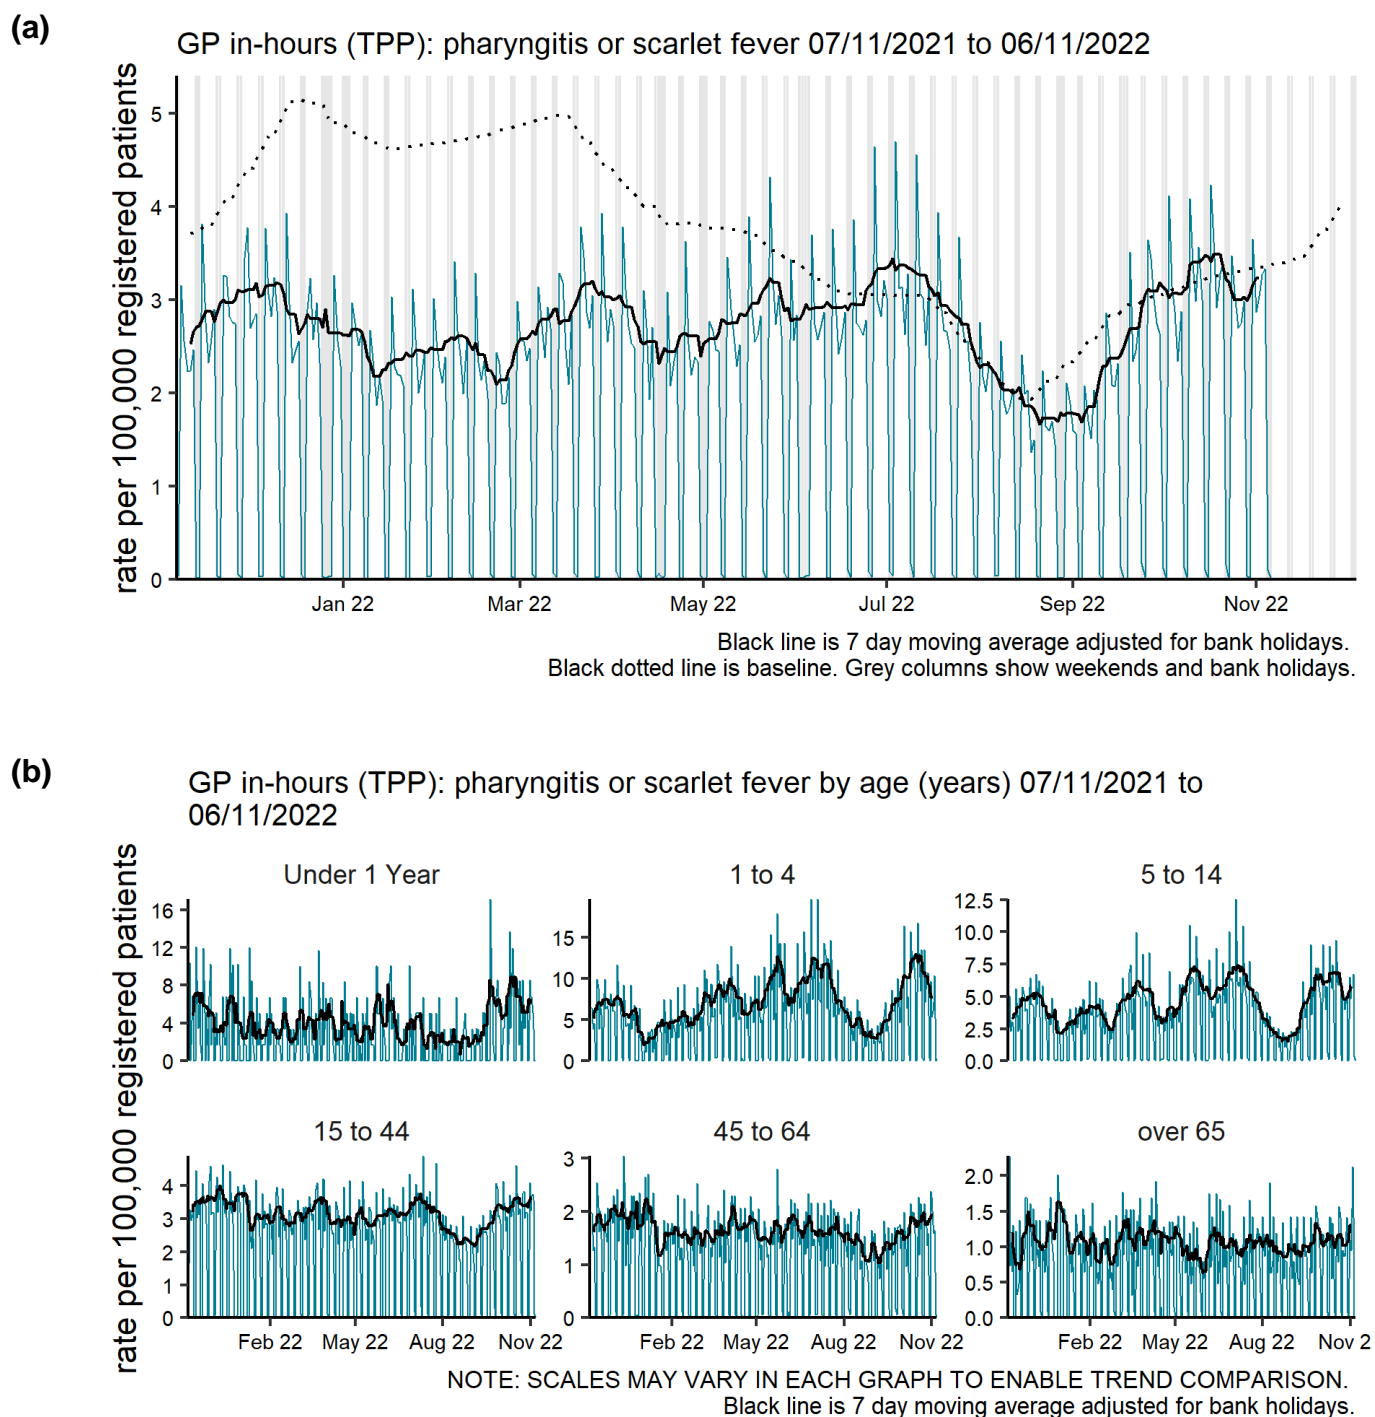 (a)
GP in-hours (TPP): pharyngitis or scarlet fever 07/11/2021 to 06/11/2022
rate per 100,000 registered patients
5
4
3
2
1
0
Jan 22 Mar 22 May 22 Jul 22 Sep 22 Nov 22
Black line is 7 day moving average adjusted for bank holidays.
Black dotted line is baseline. Grey columns show weekends and bank holidays.
(b)
GP in-hours (TPP): pharyngitis or scarlet fever by age (years) 07/11/2021 to
06/11/2022
rate per 100,000 registered patients
Under 1 Year
16
12
8
4
0
1 to 4
15
10
5
0
5 to 14
12.5
10.0
7.5
5.0
2.5
0.0
15 to 44
4
3
2
1
0
Feb 22 May 22 Aug 22 Nov 22
45 to 64
3
2
1
0
Feb 22 May 22 Aug 22 Nov 22
over 65
2.0
1.5
1.0
0.5
0.0
Feb 22 May 22 Aug 22 Nov 2
NOTE: SCALES MAY VARY IN EACH GRAPH TO ENABLE TREND COMPARISON.
Black line is 7 day moving average adjusted for bank holidays.